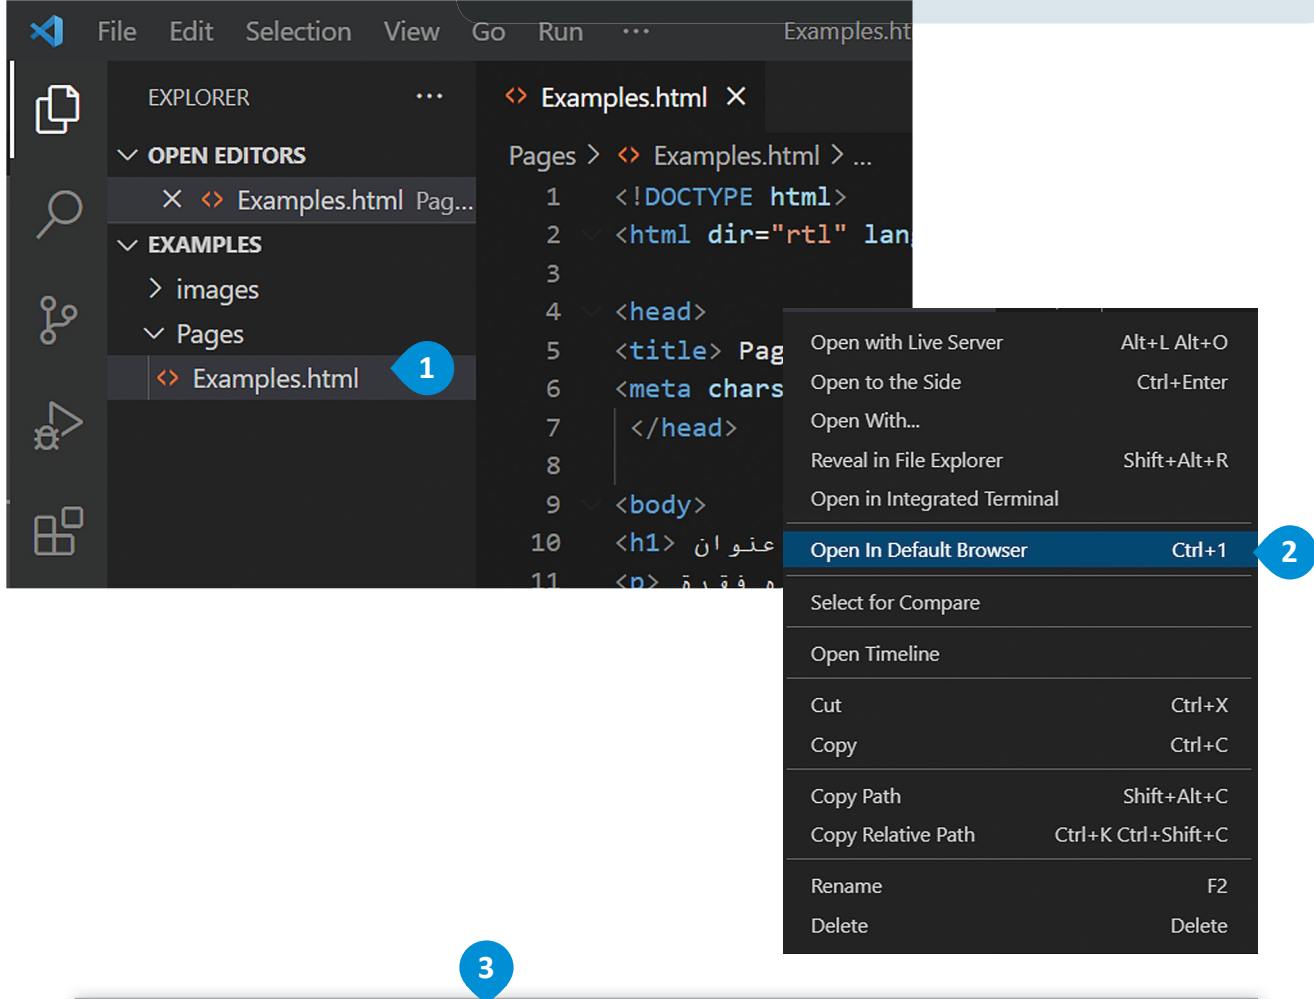 File Edit Selection View Go Run ··· Examples.ht
EXPLORER ···
OPEN EDITORS
Examples.html Pag...
EXAMPLES
images
Pages
Examples.html
1
Examples.html
Pages > Examples.html > ...
1 <!DOCTYPE html>
2 <html dir="rtl" lan
3
4 <head>
5 <title> Pag
6 <meta chars
7 </head>
8
9 <body>
10 <h1> عنوان
11 <p> ه فقرة
Open with Live Server Alt+L Alt+O
Open to the Side Ctrl+Enter
Open With...
Reveal in File Explorer Shift+Alt+R
Open in Integrated Terminal
Open In Default Browser Ctrl+1
2
Select for Compare
Open Timeline
Cut Ctrl+X
Copy Ctrl+C
Copy Path Shift+Alt+C
Copy Relative Path Ctrl+K Ctrl+Shift+C
Rename F2
Delete Delete
3